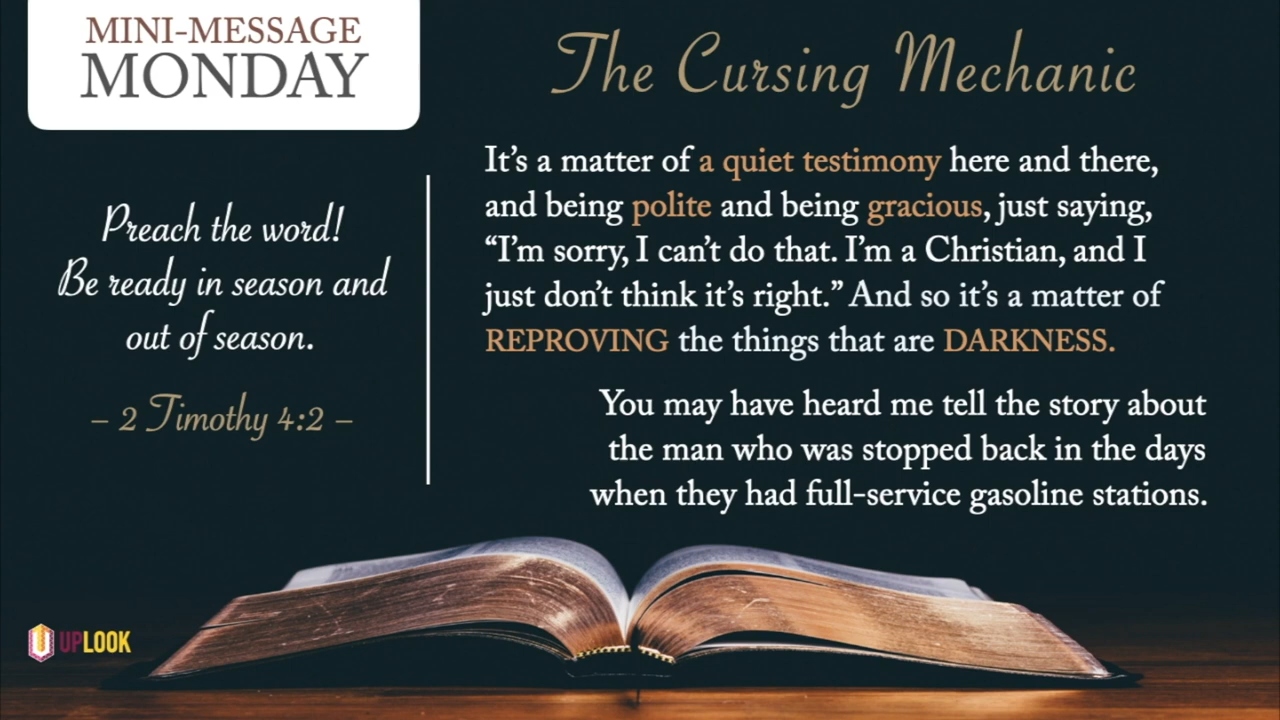 MINI-MESSAGE
MONDAY
Preach the word!
Be ready in season and
out of season.
– 2 Timothy 4:2 –
The Cursing Mechanic
It’s a matter of a quiet testimony here and there,
and being polite and being gracious, just saying,
“I’m sorry, I can’t do that. I’m a Christian, and I
just don’t think it’s right.” And so it’s a matter of
REPROVING the things that are DARKNESS.
You may have heard me tell the story about
the man who was stopped back in the days
when they had full-service gasoline stations.
UPLOOK